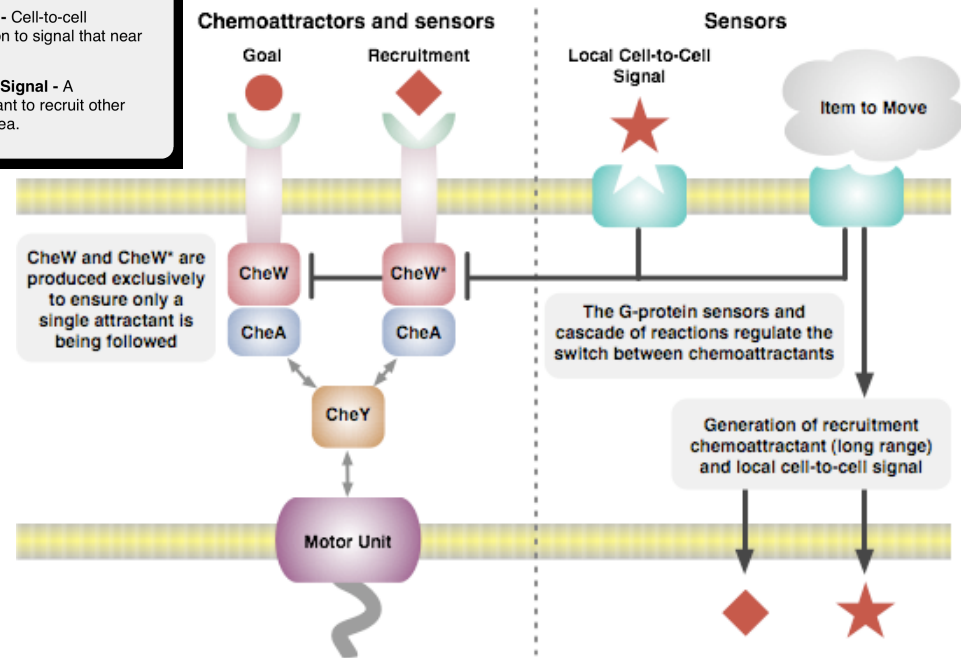 - Cell-to-cell
on to signal that near
Signal - A
ant to recruit other
ea.
Chemoattractors and sensors
Sensors
Goal
Recruitment
Local Cell-to-Cell
Signal
Item to Move
CheW and CheW* are
produced exclusively
to ensure only a
single attractant is
being followed
CheW
CheW*
CheA
CheA
The G-protein sensors and
cascade of reactions regulate the
switch between chemoattractants
CheY
Generation of recruitment
chemoattractant (long range)
and local cell-to-cell signal
Motor Unit